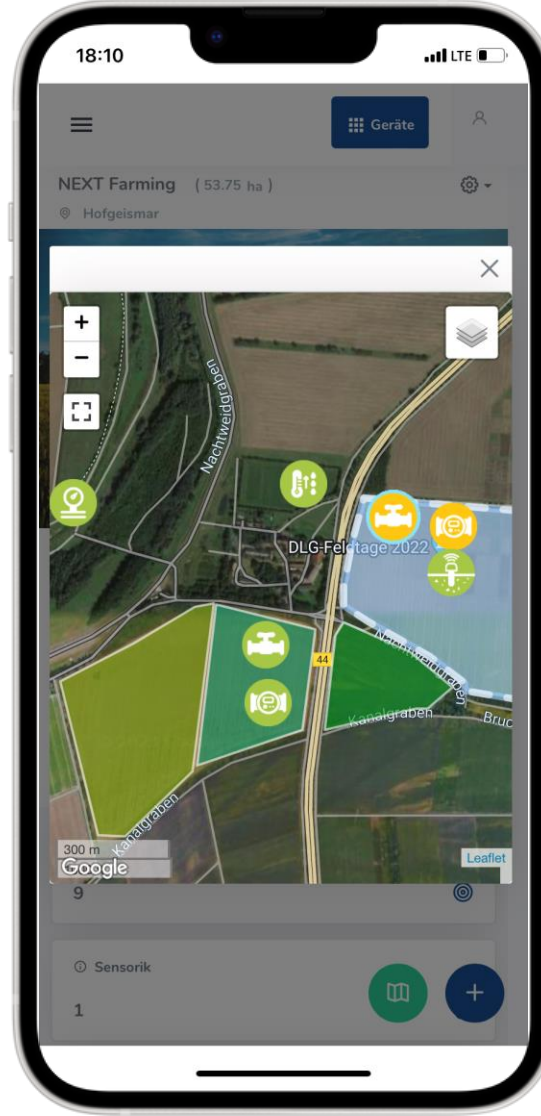 18:10
LTE
Geräte
NEXT Farming ( 53.75 ha )
Hofgeismar
+
−
Nachtweidgraben
DLG-Feldtage 2022
44
Nachtweidgraben
Kanalgraben
Bruc
Kanalgraben
300 m
Google
Leaflet
9
Sensorik
1
+